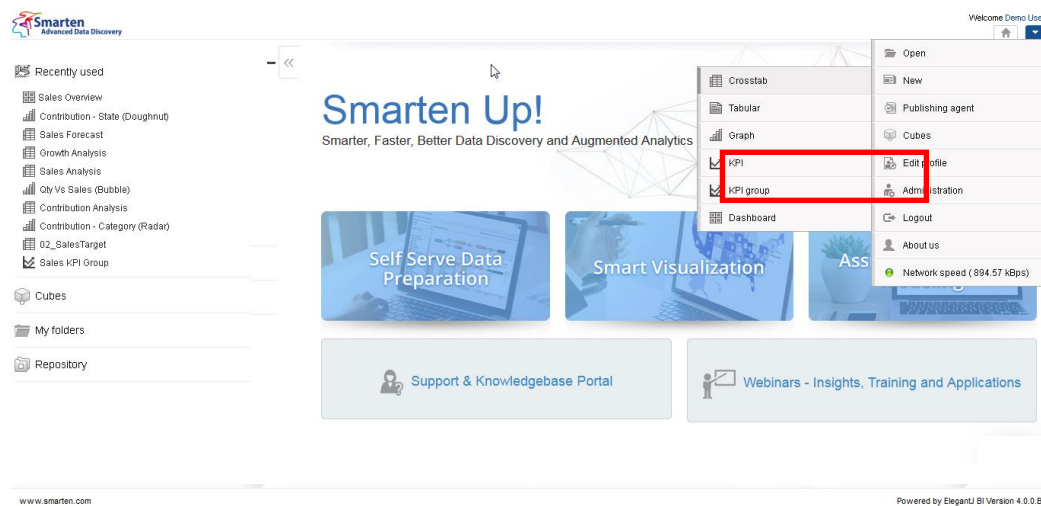 Smarten
Advanced Data Discovery
Welcome Demo Use
Recently used
Sales Overview
Contribution - State (Doughnut)
Sales Forecast
Growth Analysis
Sales Analysis
Qty Vs Sales (Bubble)
Contribution Analysis
Contribution - Category (Radar)
02_SalesTarget
Sales KPI Group
Cubes
My folders
Repository
Smarten Up!
Smarter, Faster, Better Data Discovery and Augmented Analytics
Crosstab
Tabular
Graph
KPI
KPI group
Dashboard
Open
New
Publishing agent
Cubes
Edit profile
Administration
Logout
About us
Network speed ( 894.57 kBps)
Self Serve Data
Preparation
Smart Visualization
Ass
Support & Knowledgebase Portal
Webinars - Insights, Training and Applications
www.smarten.com
Powered by ElegantJ BI Version 4.0.0.B